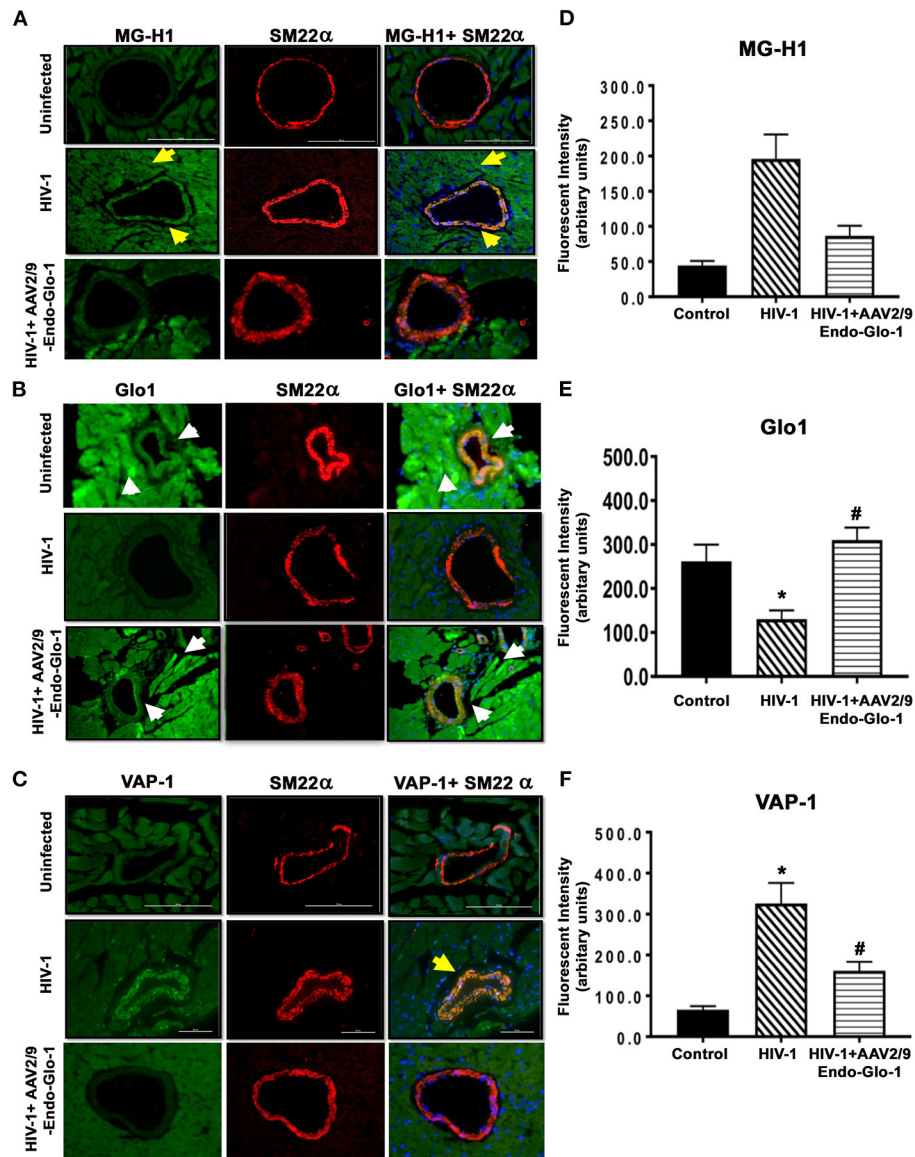 A
MG-H1
SM22α
MG-H1+ SM22α
Uninfected
HIV-1
HIV-1+ AAV2/9
-Endo-Glo-1
B
Glo1
SM22α
Glo1+ SM22α
Uninfected
HIV-1
HIV-1+ AAV2/9
-Endo-Glo-1
C
VAP-1
SM22α
VAP-1+ SM22 α
Uninfected
HIV-1
HIV-1+ AAV2/9
-Endo-Glo-1
D
MG-H1
Fluorescent Intensity
(arbitary units)
300.0
250.0
200.0
150.0
100.0
50.0
0.0
Control
HIV-1
HIV-1+AAV2/9
Endo-Glo-1
E
Glo1
Fluorescent Intensity
(arbitary units)
500.0
400.0
300.0
200.0
100.0
0.0
*
#
Control
HIV-1
HIV-1+AAV2/9
Endo-Glo-1
F
VAP-1
Fluorescent Intensity
(arbitary units)
500.0
400.0
300.0
200.0
100.0
0.0
*
#
Control
HIV-1
HIV-1+AAV2/9
Endo-Glo-1